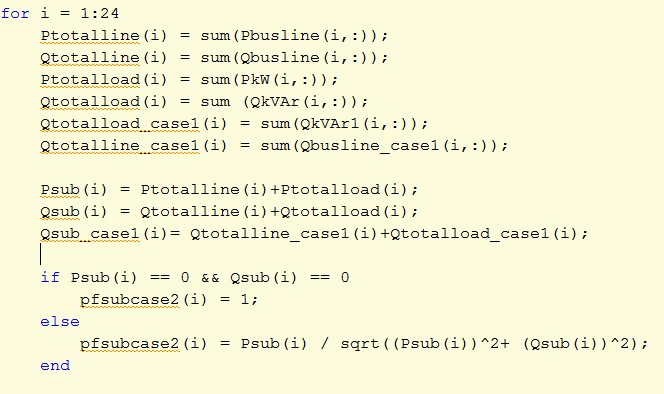 for i = 1:24
Ptotalline(i) = sum(Pbusline(i,:));
Qtotalline(i) = sum(Qbusline(i,:));
Ptotalload(i) = sum(PkW(i,:));
Qtotalload(i) = sum (QkVAr(i,:));
Qtotalload_case1(i) = sum(QkVAr1(i,:));
Qtotalline_case1(i) = sum(Qbusline_case1(i,:));
Psub(i) = Ptotalline(i)+Ptotalload(i);
Qsub(i) = Qtotalline(i)+Qtotalload(i);
Qsub_case1(i)= Qtotalline_case1(i)+Qtotalload_case1(i);
if Psub(i) == 0 && Qsub(i) == 0
pfsubcase2(i) = 1;
else
pfsubcase2(i) = Psub(i) / sqrt((Psub(i))^2+ (Qsub(i))^2);
end